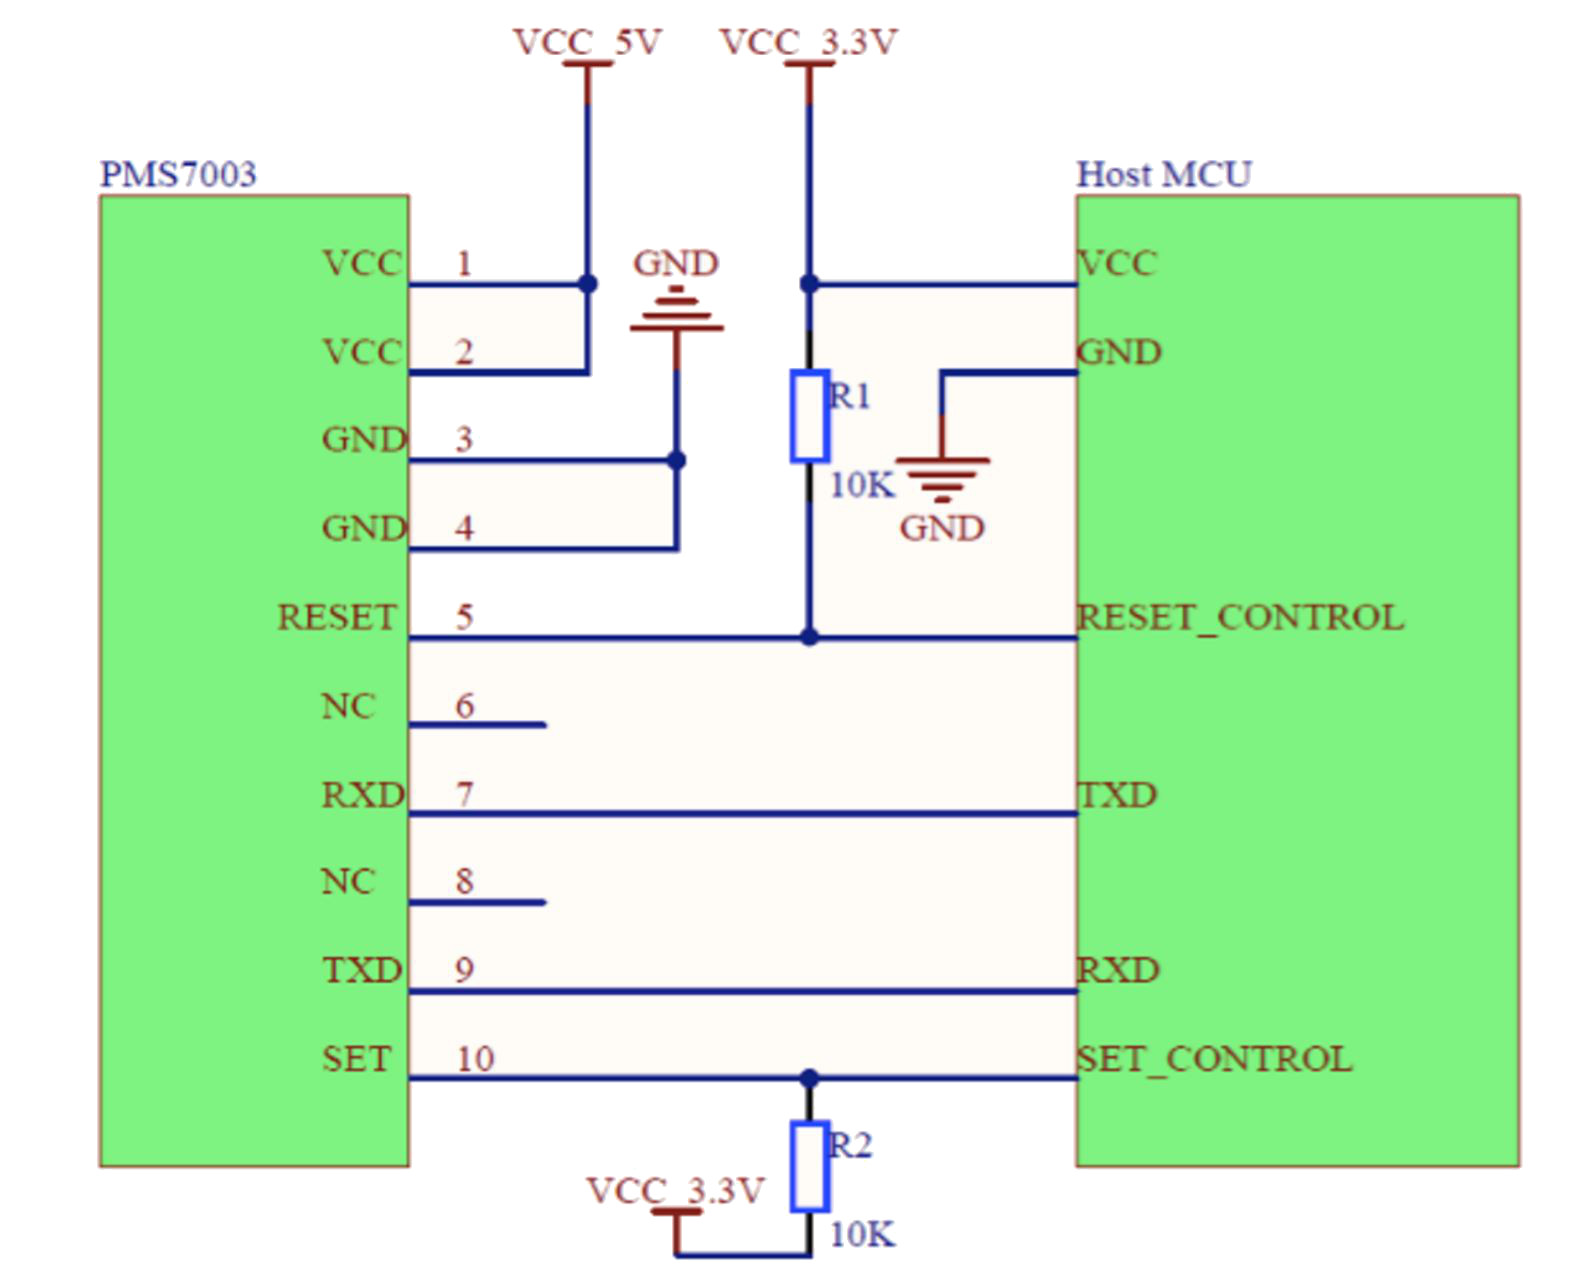 VCC_5V VCC_3.3V
PMS7003 Host MCU
VCC 1 GND VCC
VCC 2 GND
R1
GND 3
10K
GND 4 GND
RESET 5 RESET_CONTROL
NC 6
RXD 7 TXD
NC 8
TXD 9 RXD
SET 10 SET_CONTROL
R2
VCC_3.3V
10K